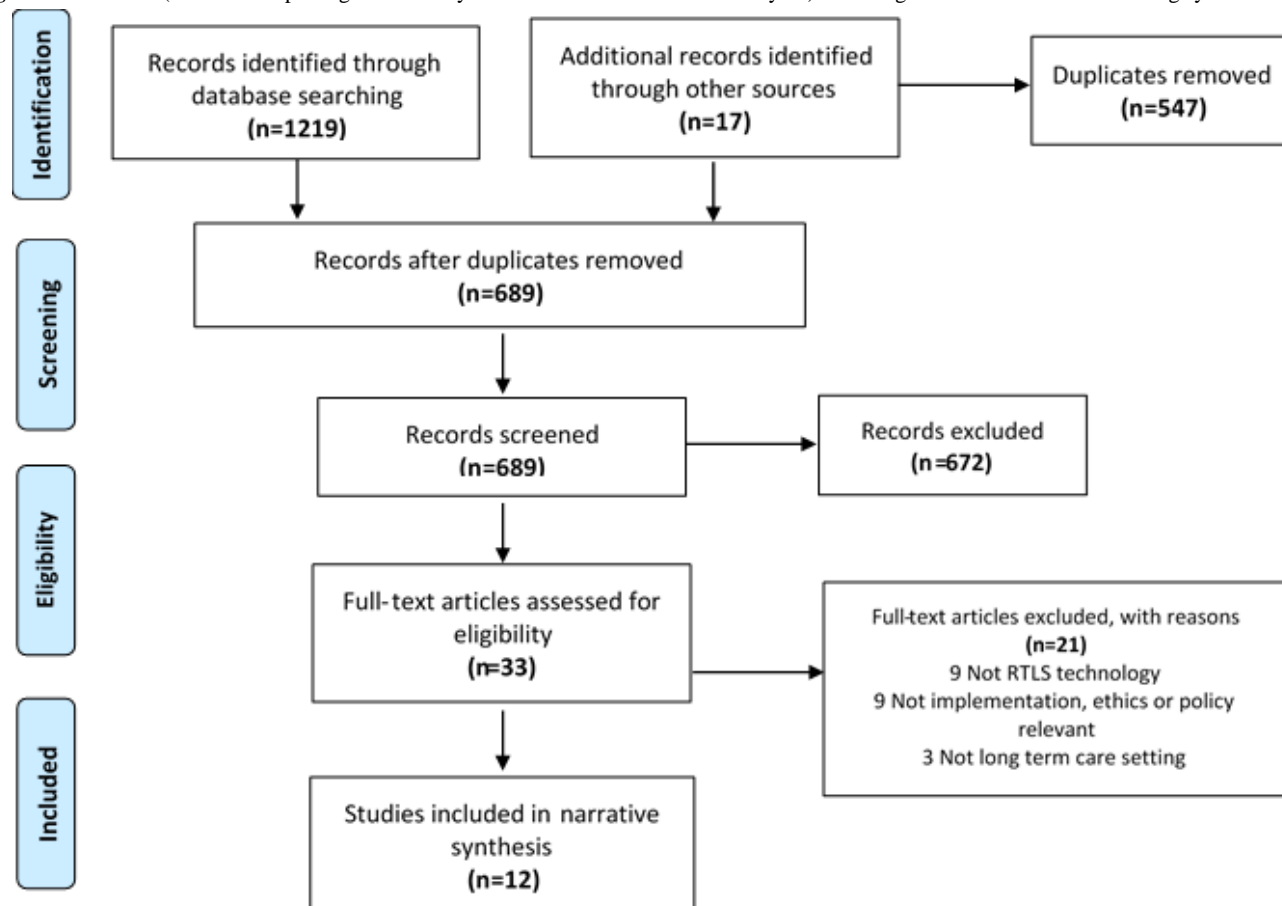 Identification
Records identified through
database searching
(n=1219)
Additional records identified
through other sources
(n=17)
Duplicates removed
(n=547)
Screening
Records after duplicates removed
(n=689)
Records screened
(n=689)
Records excluded
(n=672)
Eligibility
Full-text articles assessed for
eligibility
(n=33)
Full-text articles excluded, with reasons
(n=21)
9 Not RTLS technology
9 Not implementation, ethics or policy
relevant
3 Not long term care setting
Included
Studies included in narrative
synthesis
(n=12)